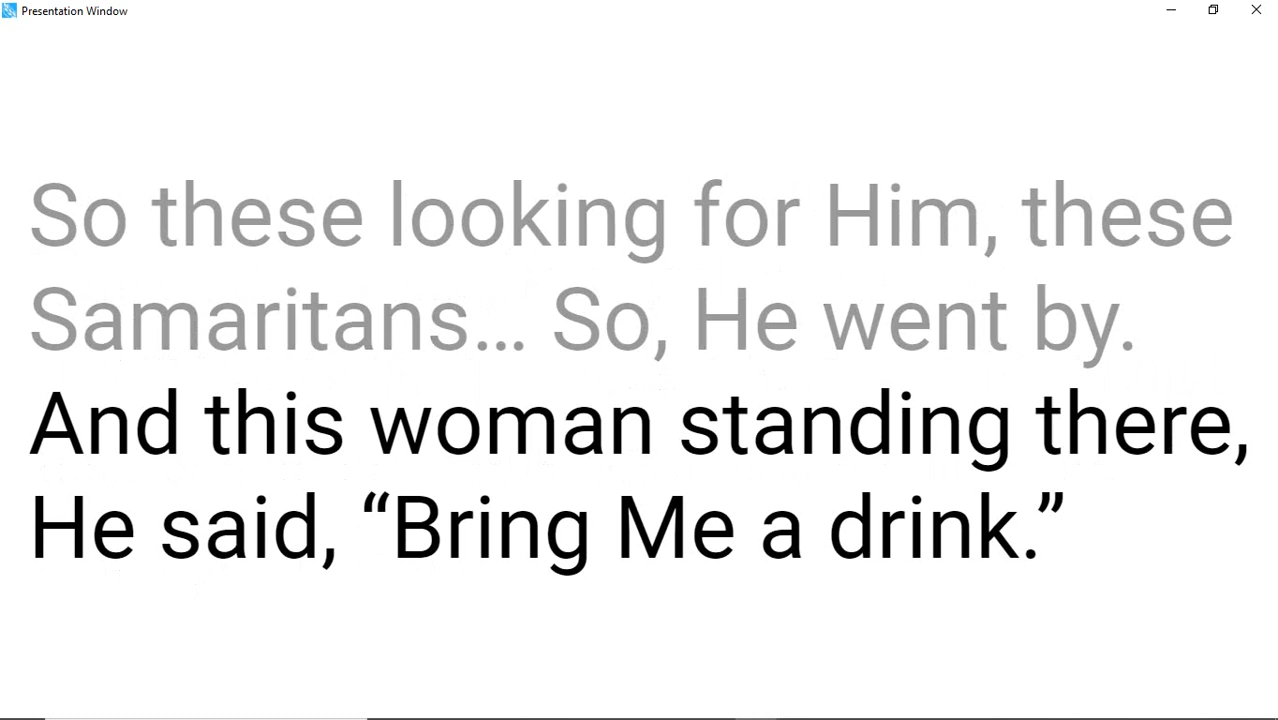 Presentation Window
So these looking for Him, these
Samaritans… So, He went by.
And this woman standing there,
He said, “Bring Me a drink.”